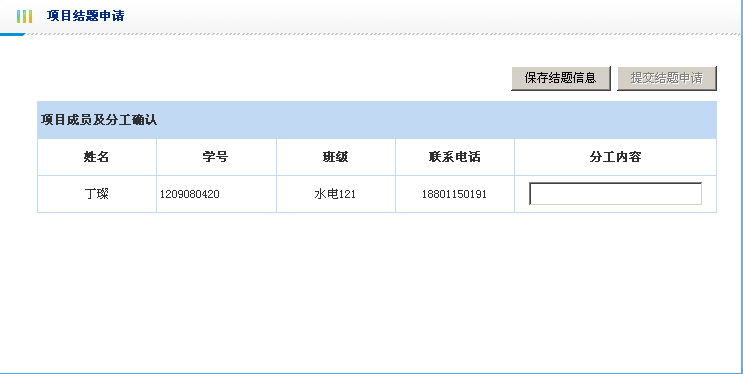 项目结题申请
保存结题信息 提交结题申请
项目成员及分工确认
姓名 学号 班级 联系电话 分工内容
丁璨 1209080420 水电121 18801150191